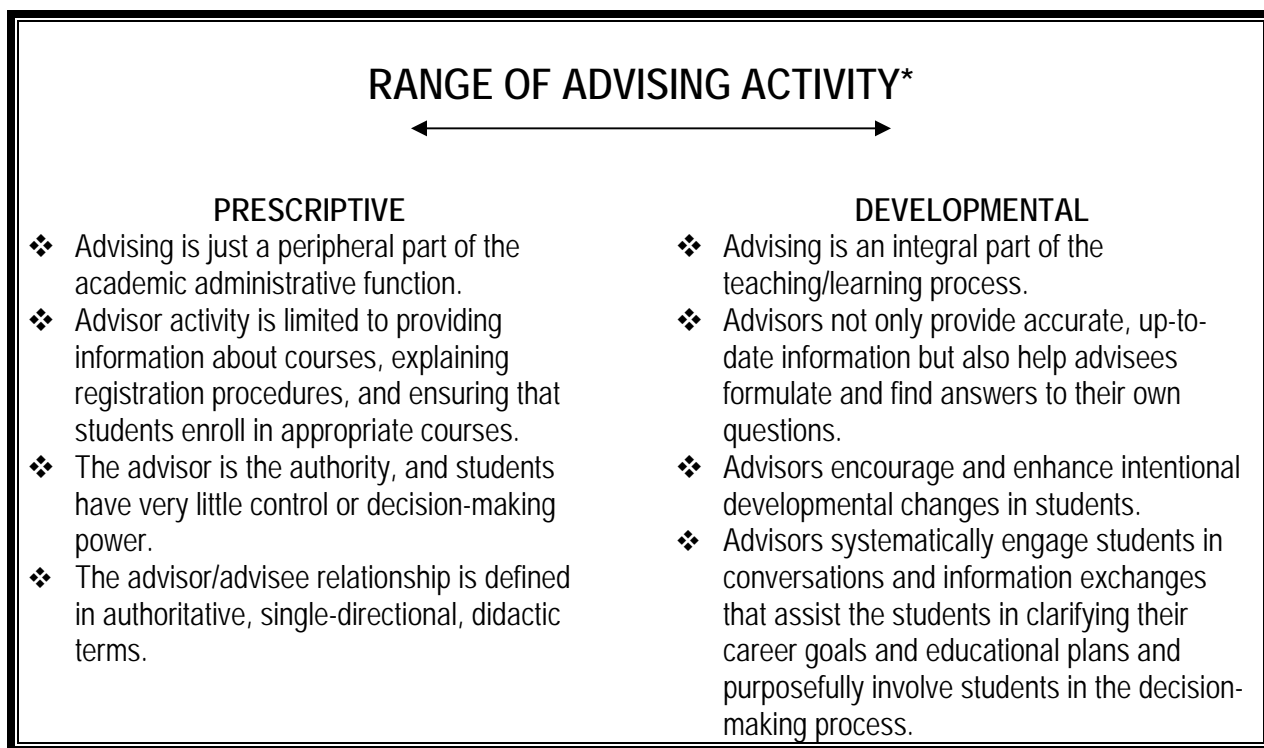 RANGE OF ADVISING ACTIVITY*
PRESCRIPTIVE
❖ Advising is just a peripheral part of the
academic administrative function.
❖ Advisor activity is limited to providing
information about courses, explaining
registration procedures, and ensuring that
students enroll in appropriate courses.
❖ The advisor is the authority, and students
have very little control or decision-making
power.
❖ The advisor/advisee relationship is defined
in authoritative, single-directional, didactic
terms.
DEVELOPMENTAL
❖ Advising is an integral part of the
teaching/learning process.
❖ Advisors not only provide accurate, up-to-
date information but also help advisees
formulate and find answers to their own
questions.
❖ Advisors encourage and enhance intentional
developmental changes in students.
❖ Advisors systematically engage students in
conversations and information exchanges
that assist the students in clarifying their
career goals and educational plans and
purposefully involve students in the decision-
making process.